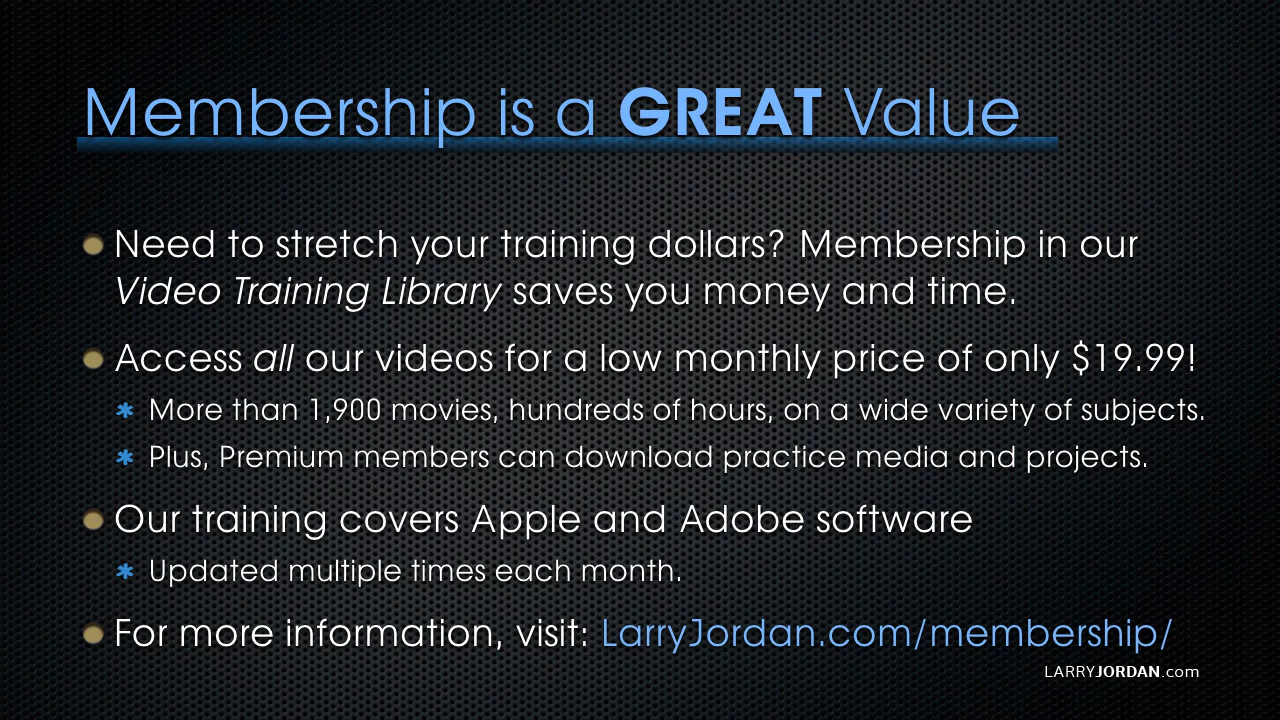 Membership is a GREAT Value
Need to stretch your training dollars? Membership in our
Video Training Library saves you money and time.
Access all our videos for a low monthly price of only $19.99!
More than 1,900 movies, hundreds of hours, on a wide variety of subjects.
Plus, Premium members can download practice media and projects.
Our training covers Apple and Adobe software
Updated multiple times each month.
For more information, visit: LarryJordan.com/membership/
LARRYJORDAN.com